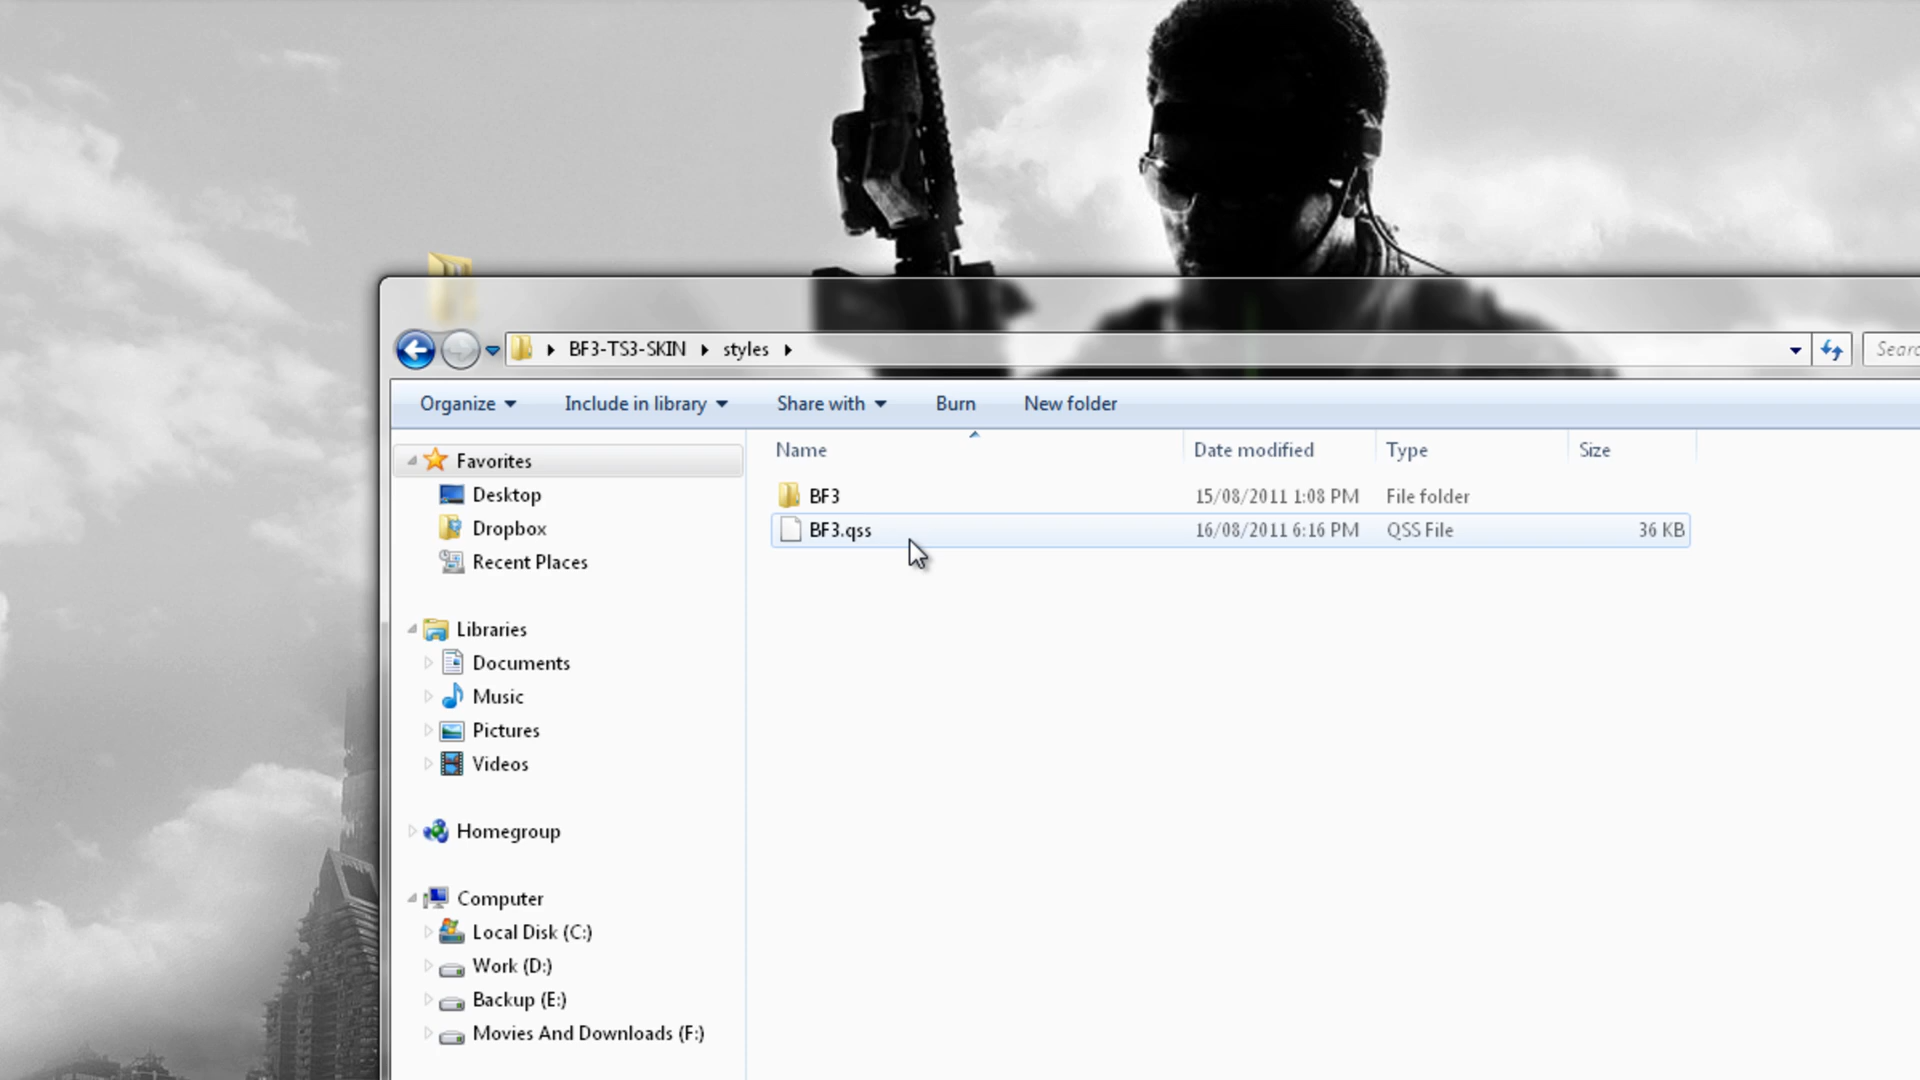 BF3-TS3-SKIN styles
Searc
Organize Include in library Share with Burn New folder
Name Date modified Type Size
BF3 15/08/2011 1:08 PM File folder
BF3.qss 16/08/2011 6:16 PM QSS File 36 KB
Favorites
Desktop
Dropbox
Recent Places
Libraries
Documents
Music
Pictures
Videos
Homegroup
Computer
Local Disk (C:)
Work (D:)
Backup (E:)
Movies And Downloads (F:)